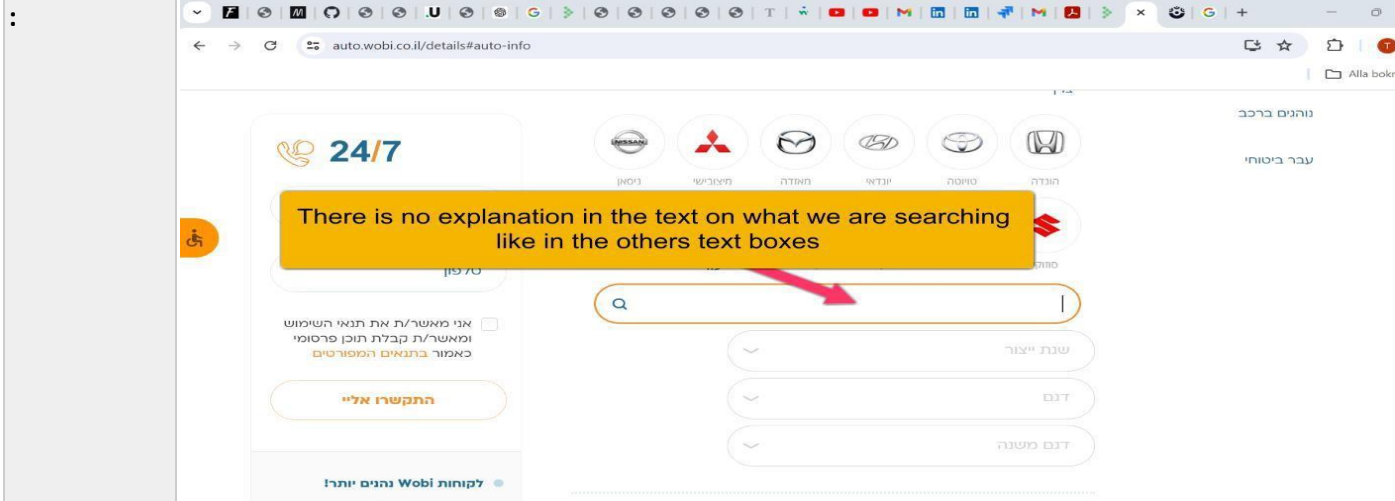 :
auto.wobi.co.il/details#auto-info
Alla bokr
נוהגים ברכב
עבר ביטוחי
24/7
NISSAN
הונדה
טויוטה
יונדאי
מאזדה
מיצובישי
ניסאן
There is no explanation in the text on what we are searching
like in the others text boxes
טלפון
אני מאשר/ת את תנאי השימוש
ומאשר/ת קבלת תוכן פרסומי
כאמור בתנאים המפורטים
התקשרו אליי
שנת ייצור
דגם
דגם משנה
לקוחות Wobi נהנים יותר!